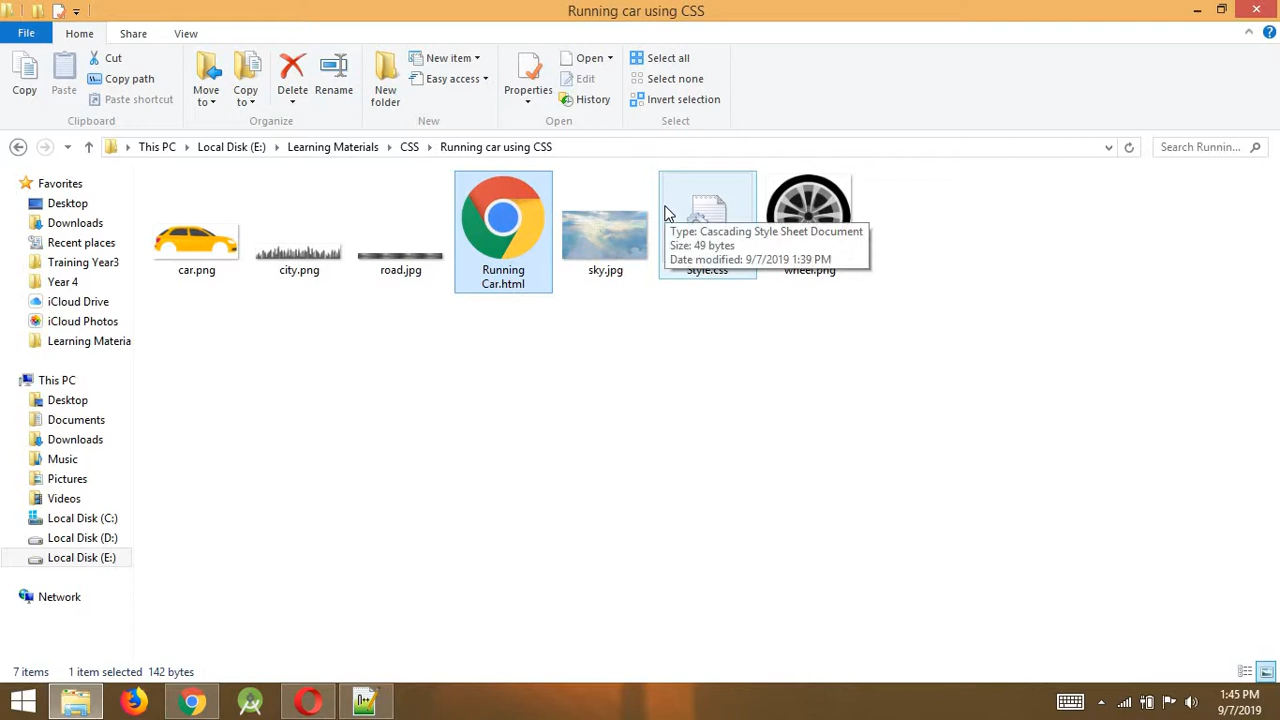 Running car using CSS
File Home Share View
Copy
Paste
Cut
Copy path
Paste shortcut
Clipboard
Move to
Copy to
Delete
Rename
Organize
New folder
New item
Easy access
New
Properties
Open
Edit
History
Open
Select all
Select none
Invert selection
Select
This PC Local Disk (E:) Learning Materials CSS Running car using CSS
Search Runnin...
Favorites
Desktop
Downloads
Recent places
Training Year3
Year 4
iCloud Drive
iCloud Photos
Learning Materia
This PC
Desktop
Documents
Downloads
Music
Pictures
Videos
Local Disk (C:)
Local Disk (D:)
Local Disk (E:)
Network
car.png
city.png
road.jpg
Running
Car.html
sky.jpg
Style.css
wheel.png
Type: Cascading Style Sheet Document
Size: 49 bytes
Date modified: 9/7/2019 1:39 PM
7 items 1 item selected 142 bytes
1:45 PM
9/7/2019